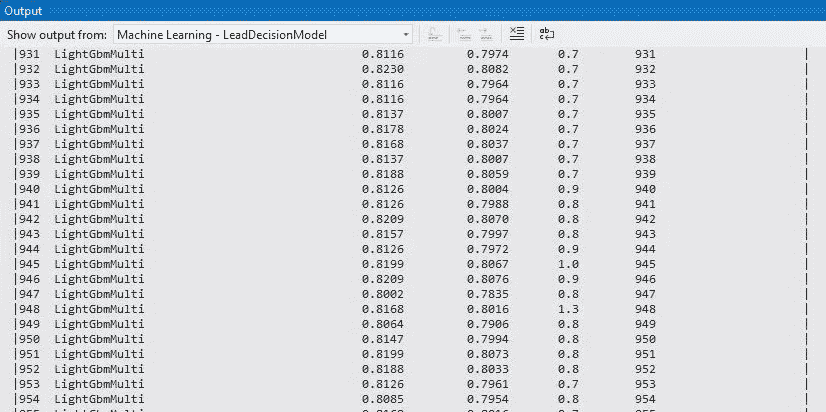 Output
Show output from: Machine Learning - LeadDecisionModel
|931 LightGbmMulti 0.8116 0.7974 0.7 931 |
|932 LightGbmMulti 0.8230 0.8082 0.7 932 |
|933 LightGbmMulti 0.8116 0.7964 0.7 933 |
|934 LightGbmMulti 0.8116 0.7964 0.7 934 |
|935 LightGbmMulti 0.8137 0.8007 0.7 935 |
|936 LightGbmMulti 0.8178 0.8024 0.7 936 |
|937 LightGbmMulti 0.8168 0.8037 0.7 937 |
|938 LightGbmMulti 0.8137 0.8007 0.7 938 |
|939 LightGbmMulti 0.8188 0.8059 0.7 939 |
|940 LightGbmMulti 0.8126 0.8004 0.9 940 |
|941 LightGbmMulti 0.8126 0.7988 0.8 941 |
|942 LightGbmMulti 0.8209 0.8070 0.8 942 |
|943 LightGbmMulti 0.8157 0.7997 0.8 943 |
|944 LightGbmMulti 0.8126 0.7972 0.9 944 |
|945 LightGbmMulti 0.8199 0.8067 1.0 945 |
|946 LightGbmMulti 0.8209 0.8076 0.9 946 |
|947 LightGbmMulti 0.8002 0.7835 0.8 947 |
|948 LightGbmMulti 0.8168 0.8016 1.3 948 |
|949 LightGbmMulti 0.8064 0.7906 0.8 949 |
|950 LightGbmMulti 0.8147 0.7994 0.8 950 |
|951 LightGbmMulti 0.8199 0.8073 0.8 951 |
|952 LightGbmMulti 0.8188 0.8033 0.8 952 |
|953 LightGbmMulti 0.8126 0.7961 0.7 953 |
|954 LightGbmMulti 0.8085 0.7954 0.8 954 |